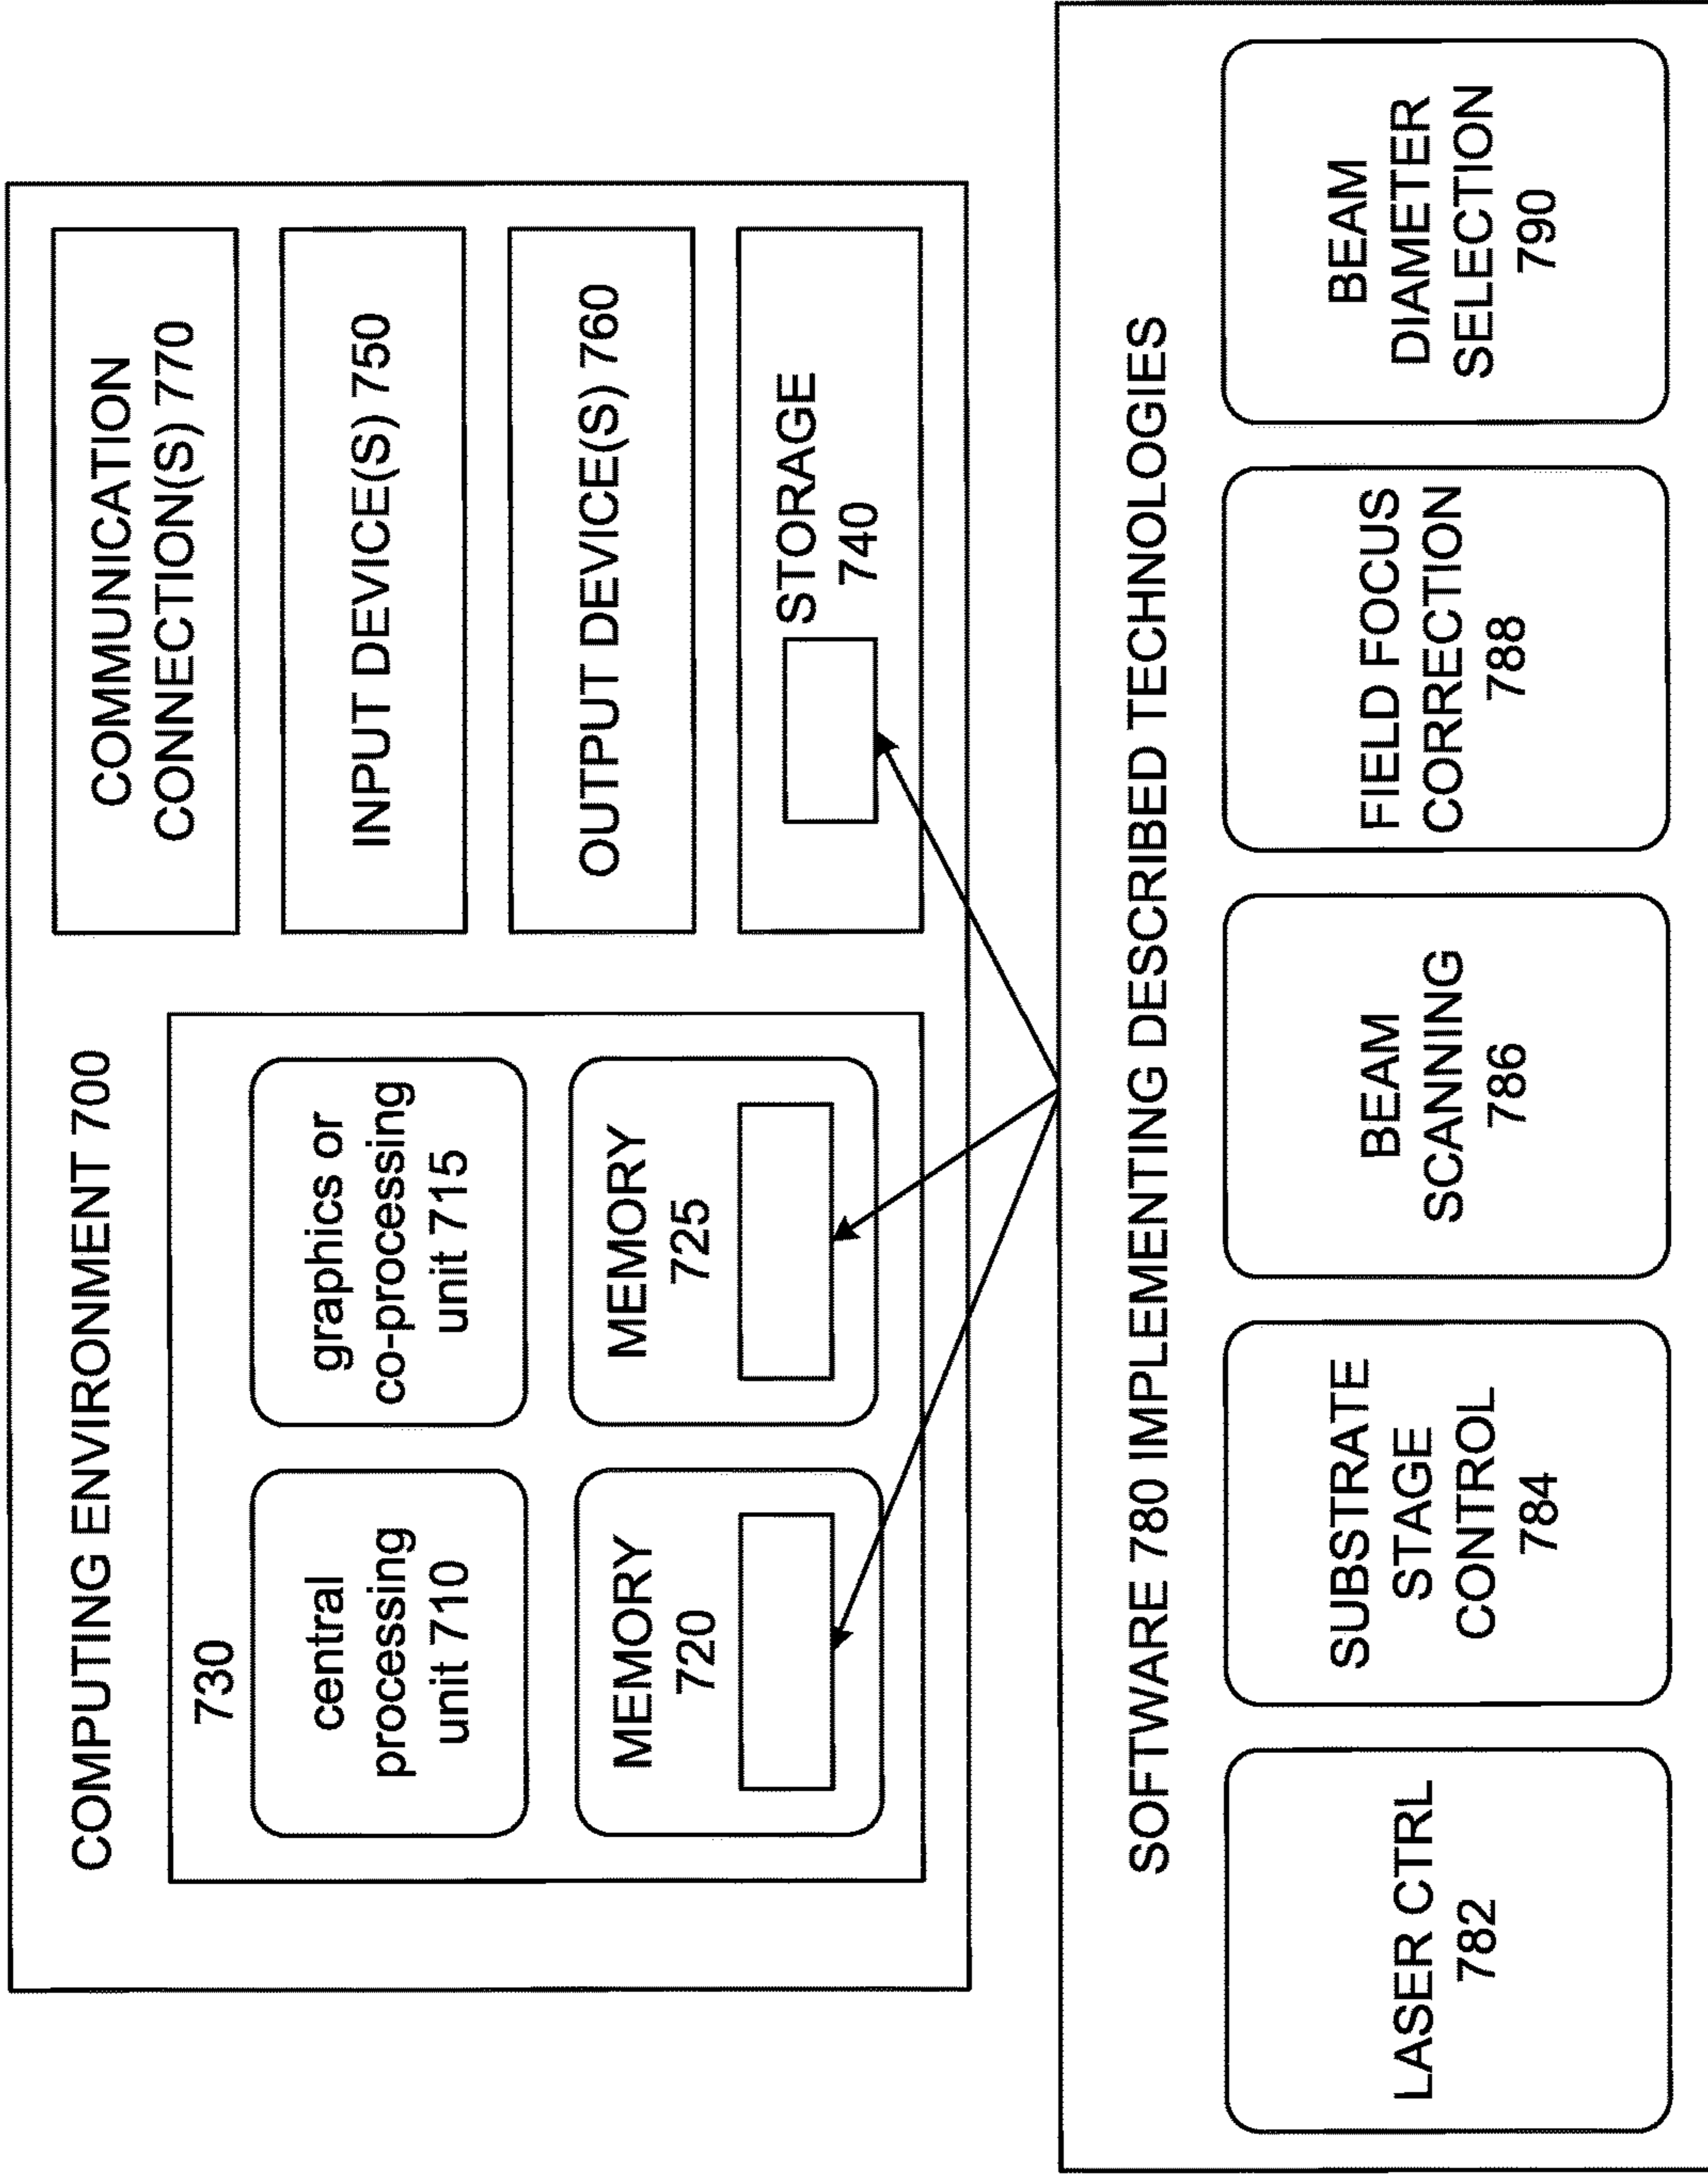 COMPUTING ENVIRONMENT 700
730
central
processing
unit 710
graphics or
co-processing
unit 715
MEMORY
720
MEMORY
725
COMMUNICATION
CONNECTION(S) 770
INPUT DEVICE(S) 750
OUTPUT DEVICE(S) 760
STORAGE
740
SOFTWARE 780 IMPLEMENTING DESCRIBED TECHNOLOGIES
LASER CTRL
782
SUBSTRATE
STAGE
CONTROL
784
BEAM
SCANNING
786
FIELD FOCUS
CORRECTION
788
BEAM
DIAMETER
SELECTION
790